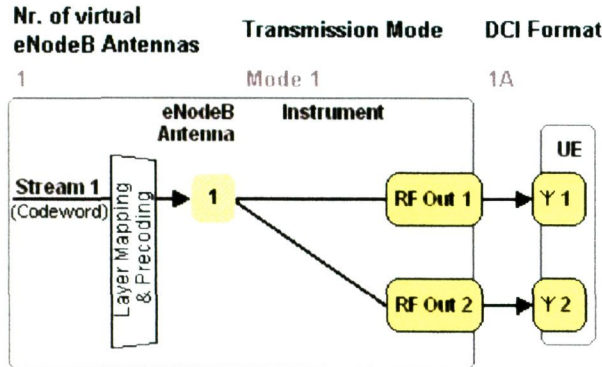 Nr. of virtual
eNodeB Antennas
Transmission Mode
DCI Format
1
Mode 1
1A
eNodeB
Antenna
Instrument
UE
Stream 1
(Codeword)
Layer Mapping
& Precoding
1
RF Out 1
1
RF Out 2
2